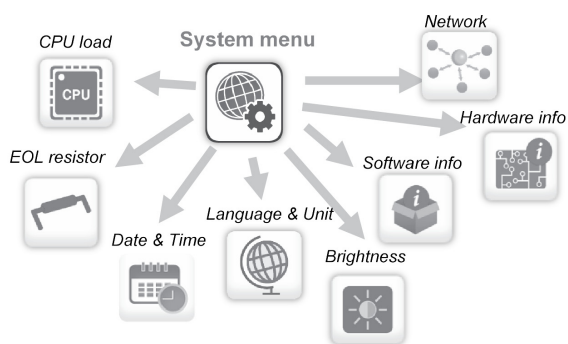 Network
CPU load
System menu
CPU
Hardware info
EOL resistor
Software info
i
i
Language & Unit
Date & Time
Brightness